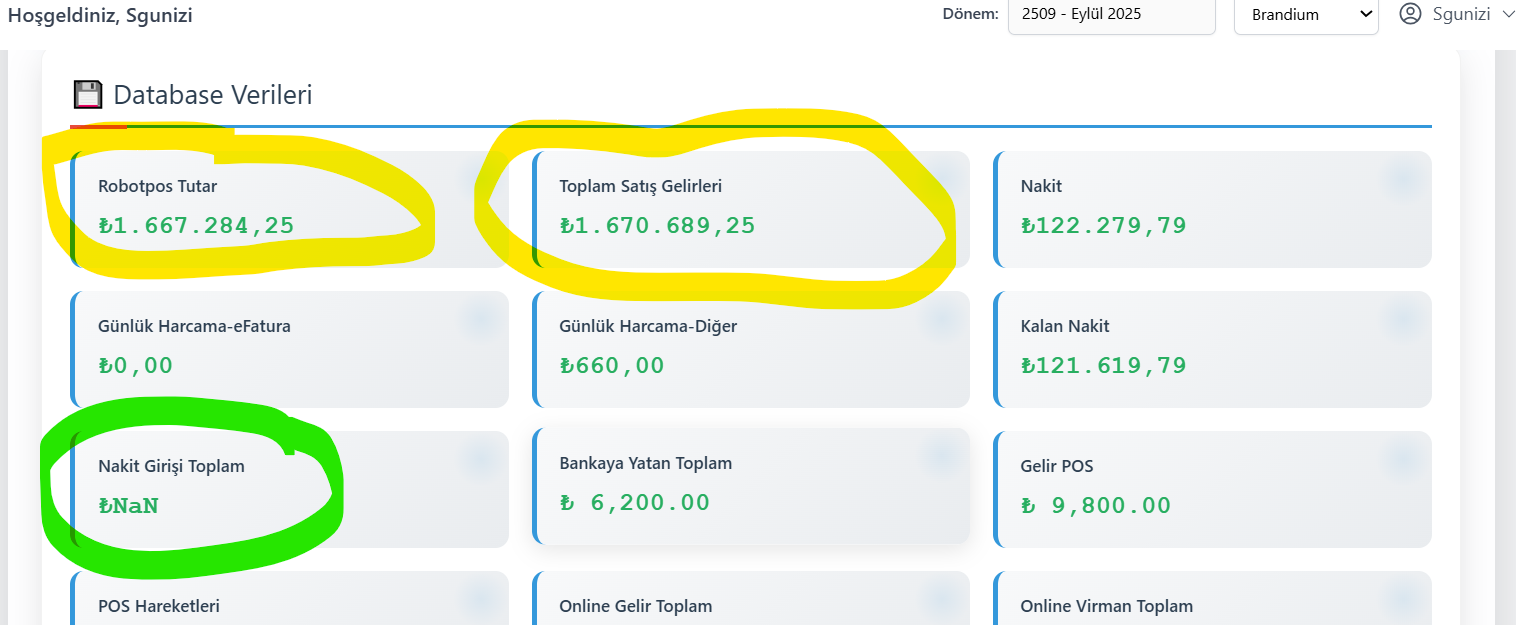 Hoşgeldiniz, Sgunizi
Dönem: 2509 - Eylül 2025 Brandium Sgunizi
Database Verileri
Robotpos Tutar
₺1.667.284,25
Toplam Satış Gelirleri
₺1.670.689,25
Nakit
₺122.279,79
Günlük Harcama-eFatura
₺0,00
Günlük Harcama-Diğer
₺660,00
Kalan Nakit
₺121.619,79
Nakit Girişi Toplam
₺NaN
Bankaya Yatan Toplam
₺ 6,200.00
Gelir POS
₺ 9,800.00
POS Hareketleri
Online Gelir Toplam
Online Virman Toplam